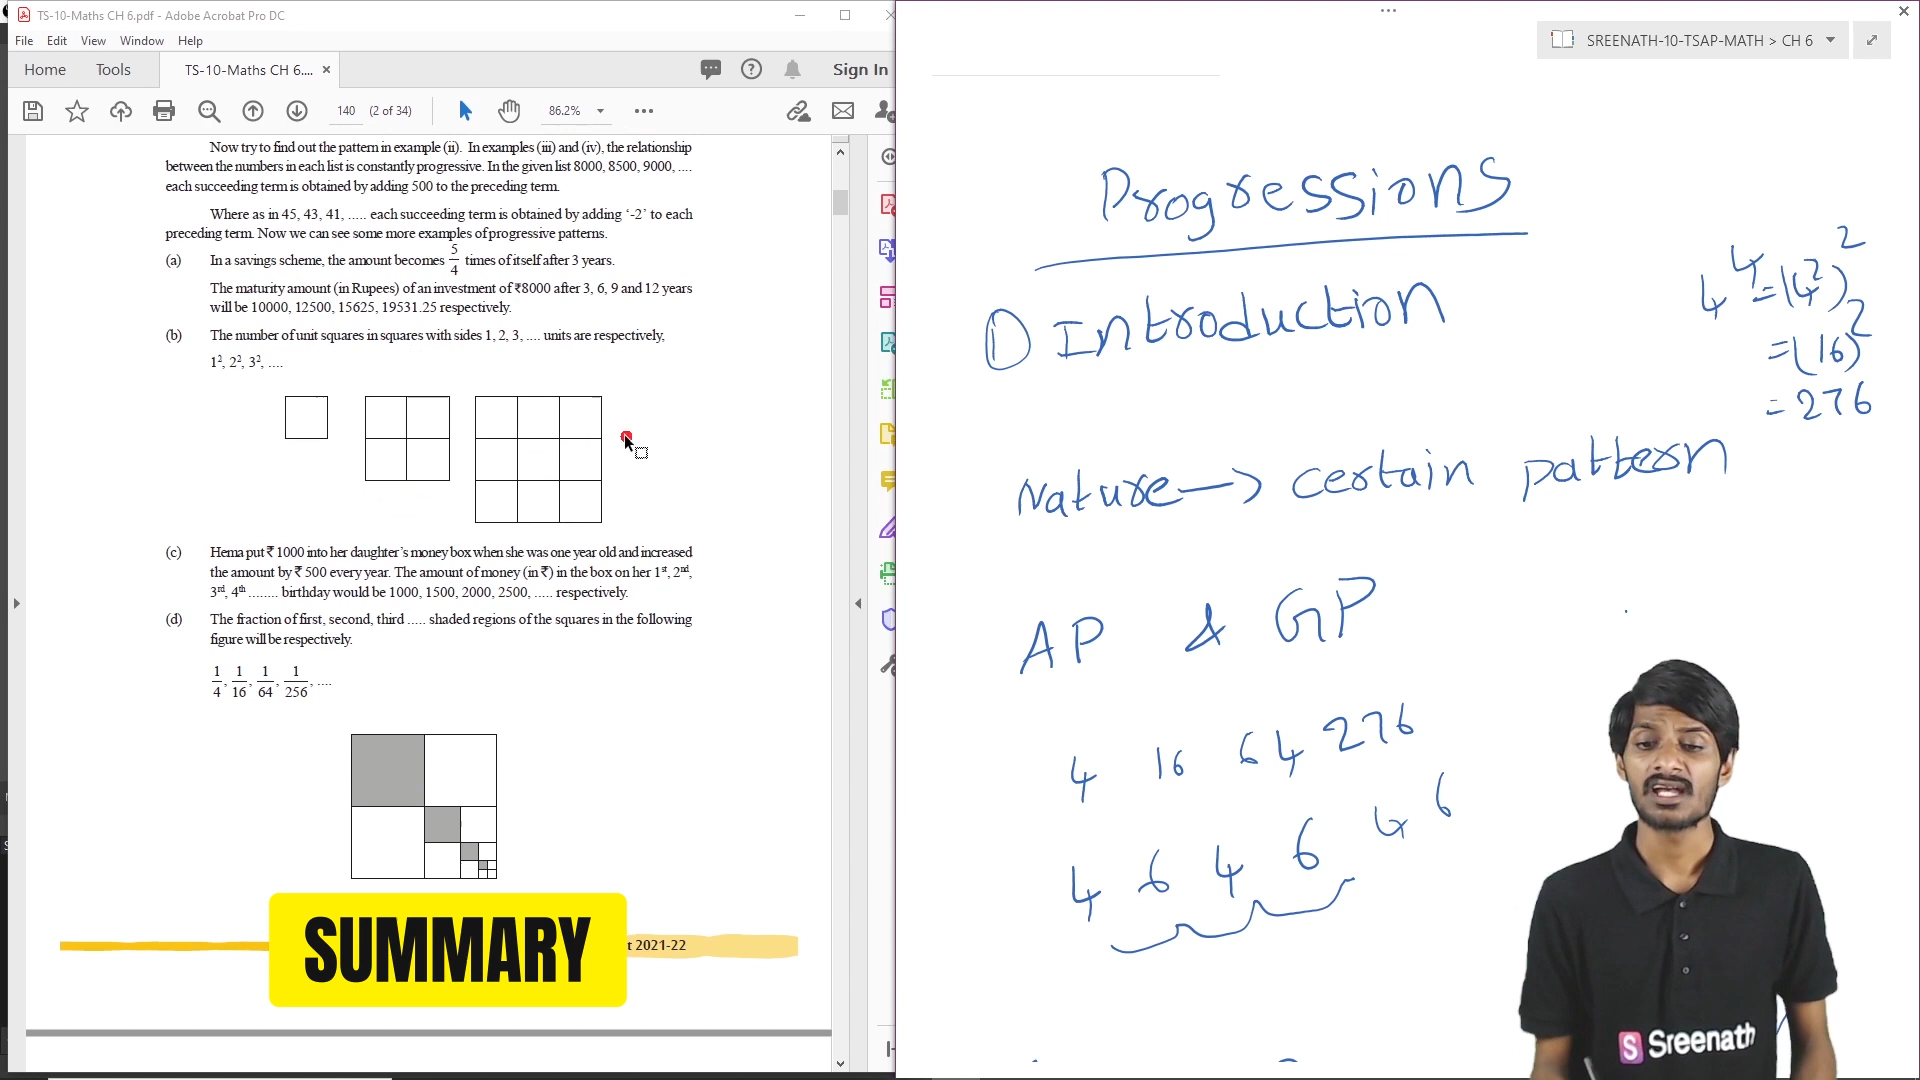 TS-10-Maths CH 6.pdf - Adobe Acrobat Pro DC
File Edit View Window Help
Home Tools TS-10-Maths CH 6.... × Sign In
140 (2 of 34) 86.2%
Now try to find out the pattern in example (ii). In examples (iii) and (iv), the relationship
between the numbers in each list is constantly progressive. In the given list 8000, 8500, 9000, ....
each succeeding term is obtained by adding 500 to the preceding term.
Where as in 45, 43, 41, ..... each succeeding term is obtained by adding ‘-2’ to each
preceding term. Now we can see some more examples of progressive patterns.
(a) In a savings scheme, the amount becomes 5/4 times of itself after 3 years.
The maturity amount (in Rupees) of an investment of ₹8000 after 3, 6, 9 and 12 years
will be 10000, 12500, 15625, 19531.25 respectively.
(b) The number of unit squares in squares with sides 1, 2, 3, .... units are respectively,
1², 2², 3², ....
(c) Hema put ₹ 1000 into her daughter’s money box when she was one year old and increased
the amount by ₹ 500 every year. The amount of money (in ₹) in the box on her 1st, 2nd,
3rd, 4th ........ birthday would be 1000, 1500, 2000, 2500, ..... respectively.
(d) The fraction of first, second, third ..... shaded regions of the squares in the following
figure will be respectively.
1/4, 1/16, 1/64, 1/256, ....
SUMMARY
t 2021-22
SREENATH-10-TSAP-MATH > CH 6
Progressions
① Introduction
4⁴ = (4²)²
= (16)²
= 276
Nature → certain pattern
AP & GP
4 16 64 276
4 6 4 6 4 6
S Sreenath